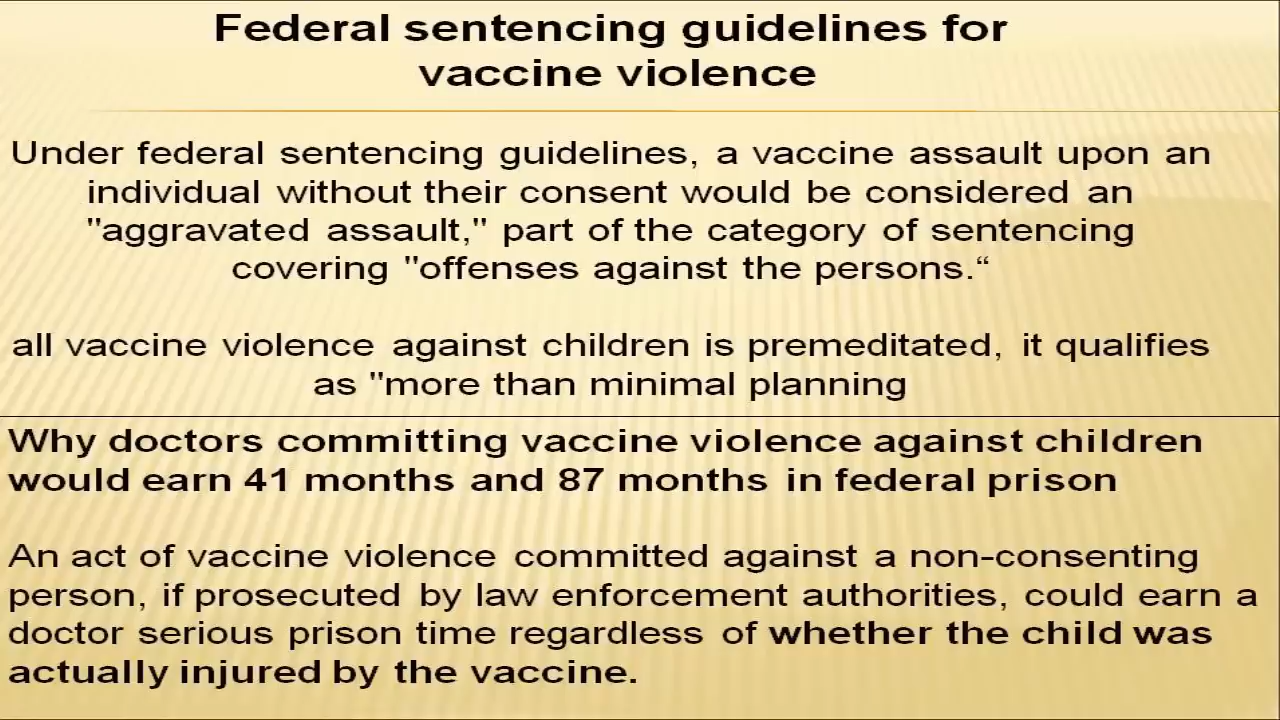 Federal sentencing guidelines for
vaccine violence
Under federal sentencing guidelines, a vaccine assault upon an
individual without their consent would be considered an
"aggravated assault," part of the category of sentencing
covering "offenses against the persons.“
all vaccine violence against children is premeditated, it qualifies
as "more than minimal planning
Why doctors committing vaccine violence against children
would earn 41 months and 87 months in federal prison
An act of vaccine violence committed against a non-consenting
person, if prosecuted by law enforcement authorities, could earn a
doctor serious prison time regardless of whether the child was
actually injured by the vaccine.